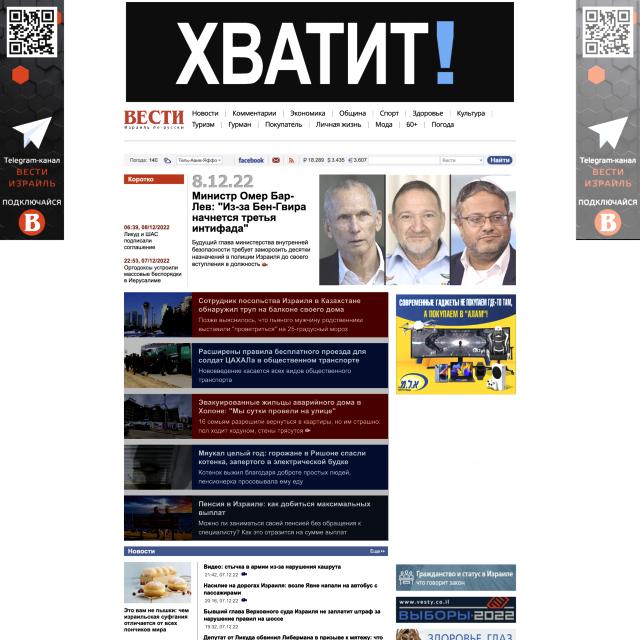 ХВАТИТ!
Telegram-канал
ВЕСТИ
ИЗРАИЛЬ
ПОДКЛЮЧАЙСЯ
В
Telegram-канал
ВЕСТИ
ИЗРАИЛЬ
ПОДКЛЮЧАЙСЯ
В
ВЕСТИ
Израиль по-русски
Новости | Комментарии | Экономика | Община | Спорт | Здоровье | Культура |
Туризм | Гурман | Покупатель | Личная жизнь | Мода | 60+ | Погода
Погода: 14C Тель-Авив-Яффо facebook ₽ 18.289 $ 3.435 € 3.607 Вести Найти
Коротко
06:39, 08/12/2022
Ликуд и ШАС
подписали
соглашение
22:53, 07/12/2022
Ортодоксы устроили
массовые беспорядки
в Иерусалиме
8.12.22
Министр Омер Бар-
Лев: "Из-за Бен-Гвира
начнется третья
интифада"
Будущий глава министерства внутренней
безопасности требует заморозить десятки
назначений в полиции Израиля до своего
вступления в должность
Сотрудник посольства Израиля в Казахстане
обнаружил труп на балконе своего дома
Позже выяснилось, что пьяного мужчину родственники
выставили "проветриться" на 25-градусный мороз
Расширены правила бесплатного проезда для
солдат ЦАХАЛа в общественном транспорте
Нововведение касается всех видов общественного
транспорта
Эвакуированные жильцы аварийного дома в
Холоне: "Мы сутки провели на улице"
16 семьям разрешили вернуться в квартиры, но им страшно:
пол ходит ходуном, стены трясутся
Мяукал целый год: горожане в Ришоне спасли
котенка, запертого в электрической будке
Котенок выжил благодаря доброте простых людей,
пенсионерка просовывала ему еду
Пенсия в Израиле: как добиться максимальных
выплат
Можно ли заниматься своей пенсией без обращения к
специалисту? Как это отразится на сумме выплат
СОВРЕМЕННЫЕ ГАДЖЕТЫ НЕ ПОКУПАЕМ ГДЕ-ТО ТАМ,
А ПОКУПАЕМ В "АЛАМ"!
א.ל.מ
Новости
Еще
Это вам не пышки: чем
израильская суфгания
отличается от всех
пончиков мира
Видео: стычка в армии из-за нарушения кашрута
21:42, 07.12.22
Насилие на дорогах Израиля: возле Явне напали на автобус с
пассажирами
20:16, 07.12.22
Бывший глава Верховного суда Израиля не заплатит штраф за
нарушение правил на шоссе
19:32, 07.12.22
Депутат от Ликуда обвинил Либермана в призыве к мятежу: что
Гражданство и статус в Израиле
что говорит закон
www.vesty.co.il
ВЫБОРЫ-2022
ЗДОРОВЬЕ ГЛАЗ